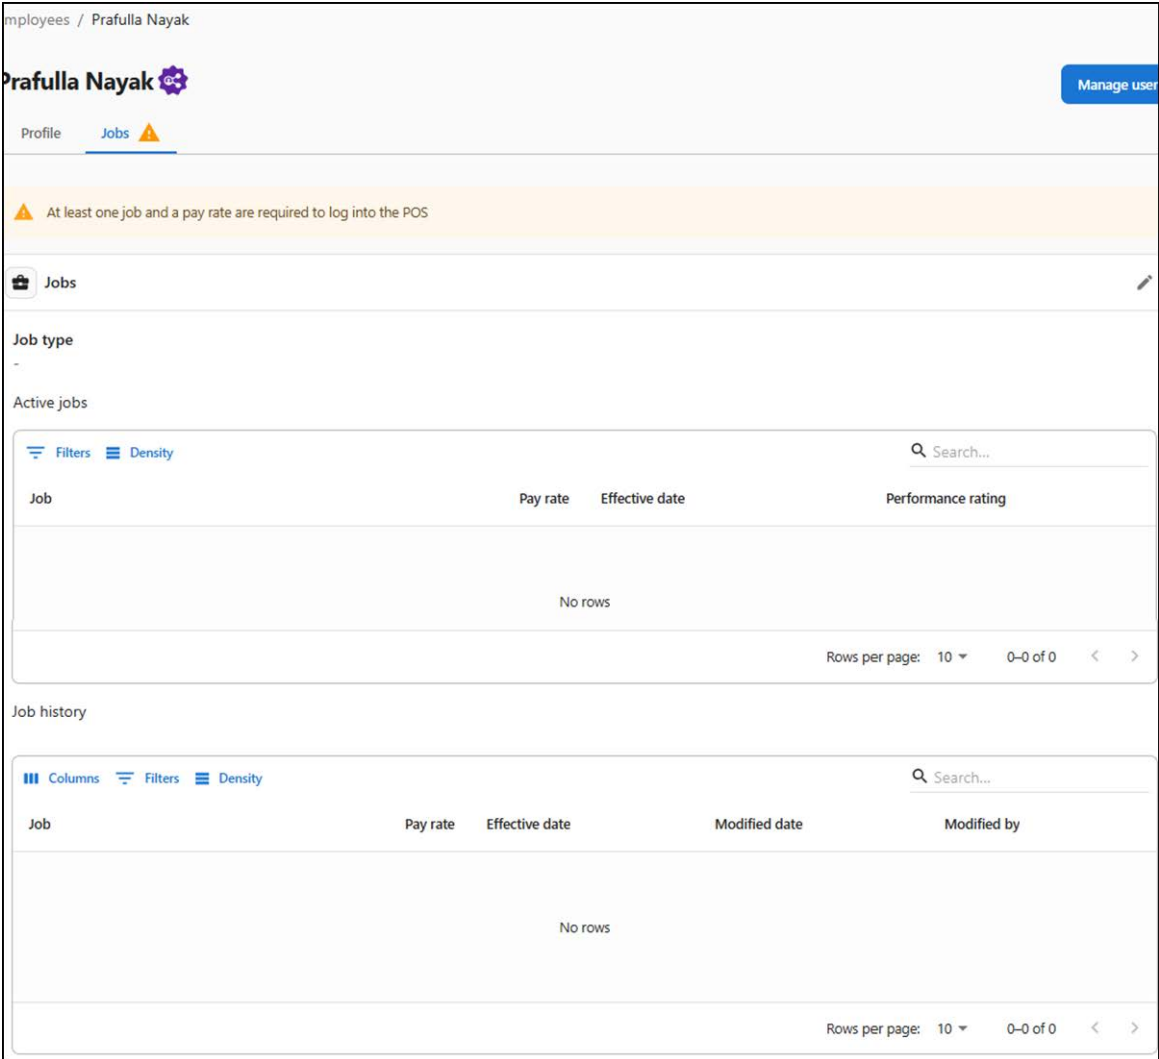 mployees / Prafulla Nayak
Prafulla Nayak
Manage user
Profile Jobs
At least one job and a pay rate are required to log into the POS
Jobs
Job type
-
Active jobs
Filters Density Search...
Job Pay rate Effective date Performance rating
No rows
Rows per page: 10 0–0 of 0
Job history
Columns Filters Density Search...
Job Pay rate Effective date Modified date Modified by
No rows
Rows per page: 10 0–0 of 0